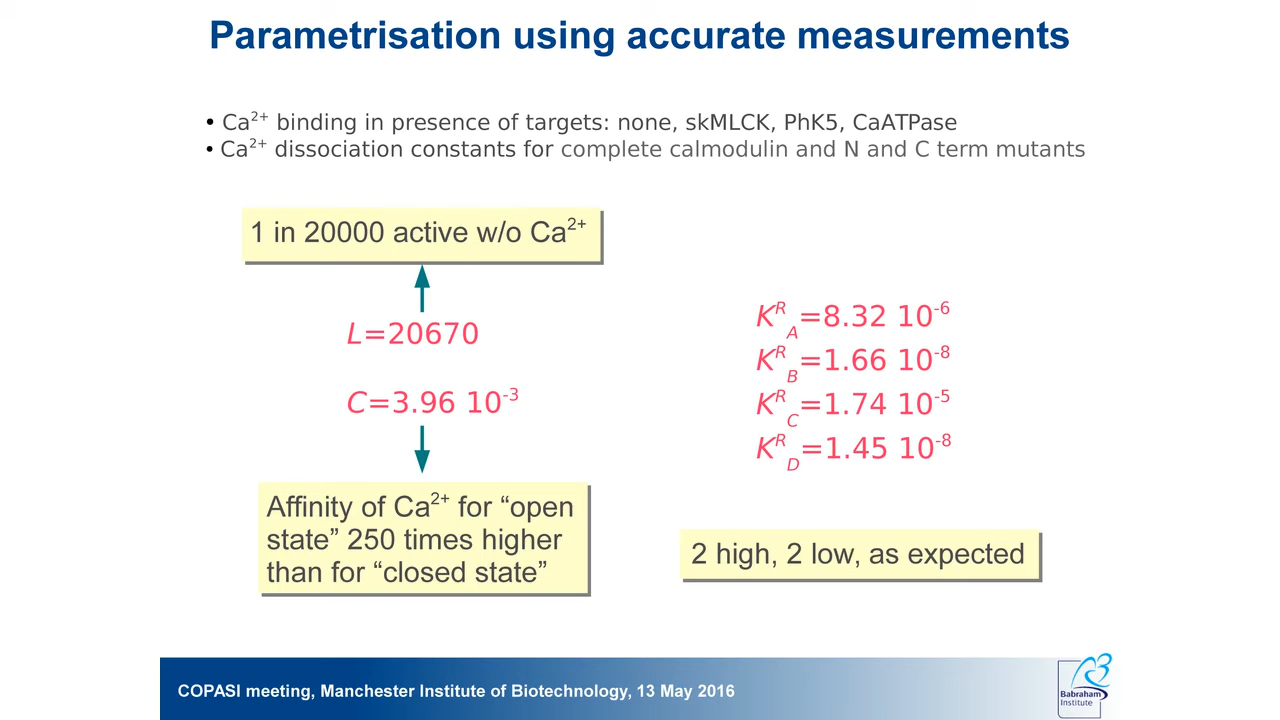 Parametrisation using accurate measurements
• Ca²⁺ binding in presence of targets: none, skMLCK, PhK5, CaATPase
• Ca²⁺ dissociation constants for complete calmodulin and N and C term mutants
1 in 20000 active w/o Ca²⁺
L=20670
C=3.96 10⁻³
Affinity of Ca²⁺ for “open
state” 250 times higher
than for “closed state”
Kᴿ_A=8.32 10⁻⁶
Kᴿ_B=1.66 10⁻⁸
Kᴿ_C=1.74 10⁻⁵
Kᴿ_D=1.45 10⁻⁸
2 high, 2 low, as expected
COPASI meeting, Manchester Institute of Biotechnology, 13 May 2016
Babraham
Institute